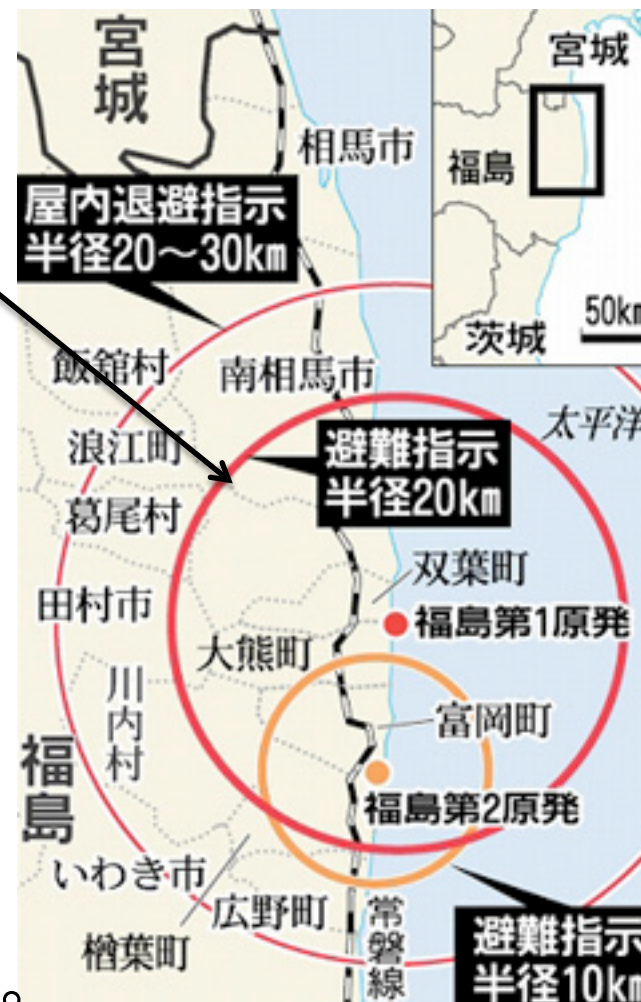 宮城
相馬市
屋内退避指示
半径20〜30km
宮城
福島
茨城
50km
飯舘村
南相馬市
太平洋
浪江町
避難指示
半径20km
葛尾村
双葉町
田村市
福島第1原発
大熊町
川内村
富岡町
福島
福島第2原発
いわき市
広野町
楢葉町
常磐線
避難指示
半径10km
。